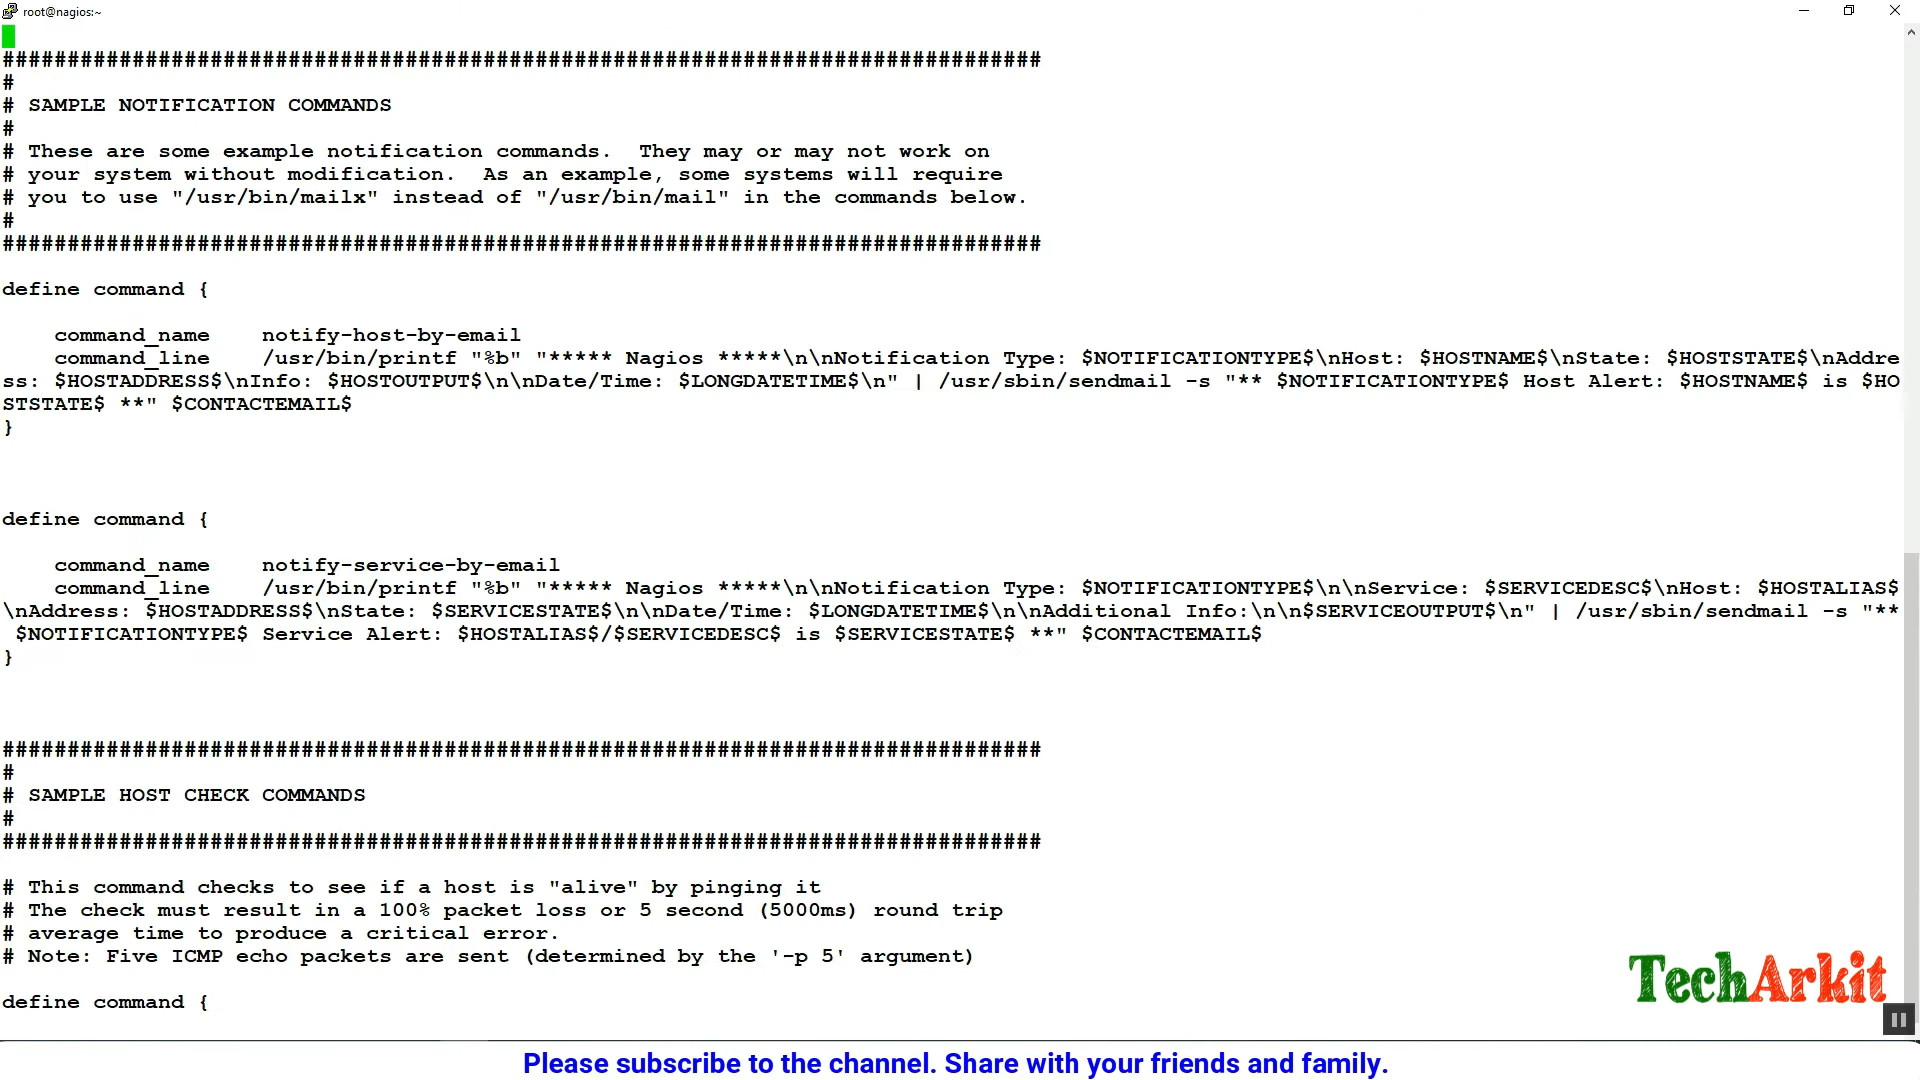 root@nagios:~
################################################################################
#
# SAMPLE NOTIFICATION COMMANDS
#
# These are some example notification commands.  They may or may not work on
# your system without modification.  As an example, some systems will require
# you to use "/usr/bin/mailx" instead of "/usr/bin/mail" in the commands below.
#
################################################################################
define command {
    command_name    notify-host-by-email
    command_line    /usr/bin/printf "%b" "***** Nagios *****\n\nNotification Type: $NOTIFICATIONTYPE$\nHost: $HOSTNAME$\nState: $HOSTSTATE$\nAddre
ss: $HOSTADDRESS$\nInfo: $HOSTOUTPUT$\n\nDate/Time: $LONGDATETIME$\n" | /usr/sbin/sendmail -s "** $NOTIFICATIONTYPE$ Host Alert: $HOSTNAME$ is $HO
STSTATE$ **" $CONTACTEMAIL$
}
define command {
    command_name    notify-service-by-email
    command_line    /usr/bin/printf "%b" "***** Nagios *****\n\nNotification Type: $NOTIFICATIONTYPE$\n\nService: $SERVICEDESC$\nHost: $HOSTALIAS$
\nAddress: $HOSTADDRESS$\nState: $SERVICESTATE$\n\nDate/Time: $LONGDATETIME$\n\nAdditional Info:\n\n$SERVICEOUTPUT$\n" | /usr/sbin/sendmail -s "**
 $NOTIFICATIONTYPE$ Service Alert: $HOSTALIAS$/$SERVICEDESC$ is $SERVICESTATE$ **" $CONTACTEMAIL$
}
################################################################################
#
# SAMPLE HOST CHECK COMMANDS
#
################################################################################
# This command checks to see if a host is "alive" by pinging it
# The check must result in a 100% packet loss or 5 second (5000ms) round trip
# average time to produce a critical error.
# Note: Five ICMP echo packets are sent (determined by the '-p 5' argument)
define command {
TechArkit
Please subscribe to the channel. Share with your friends and family.